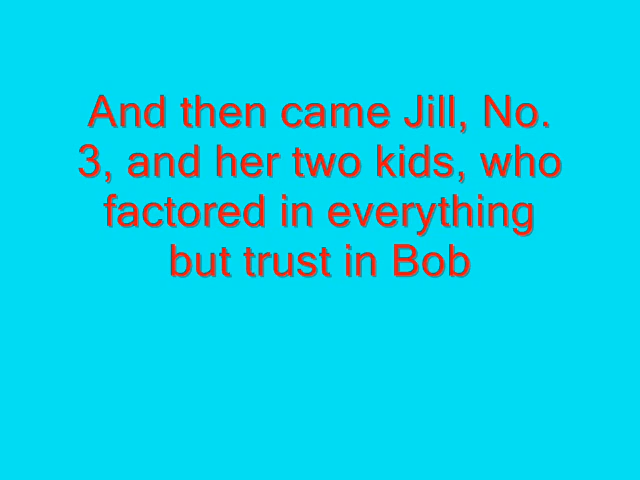 And then came Jill, No.
3, and her two kids, who
factored in everything
but trust in Bob